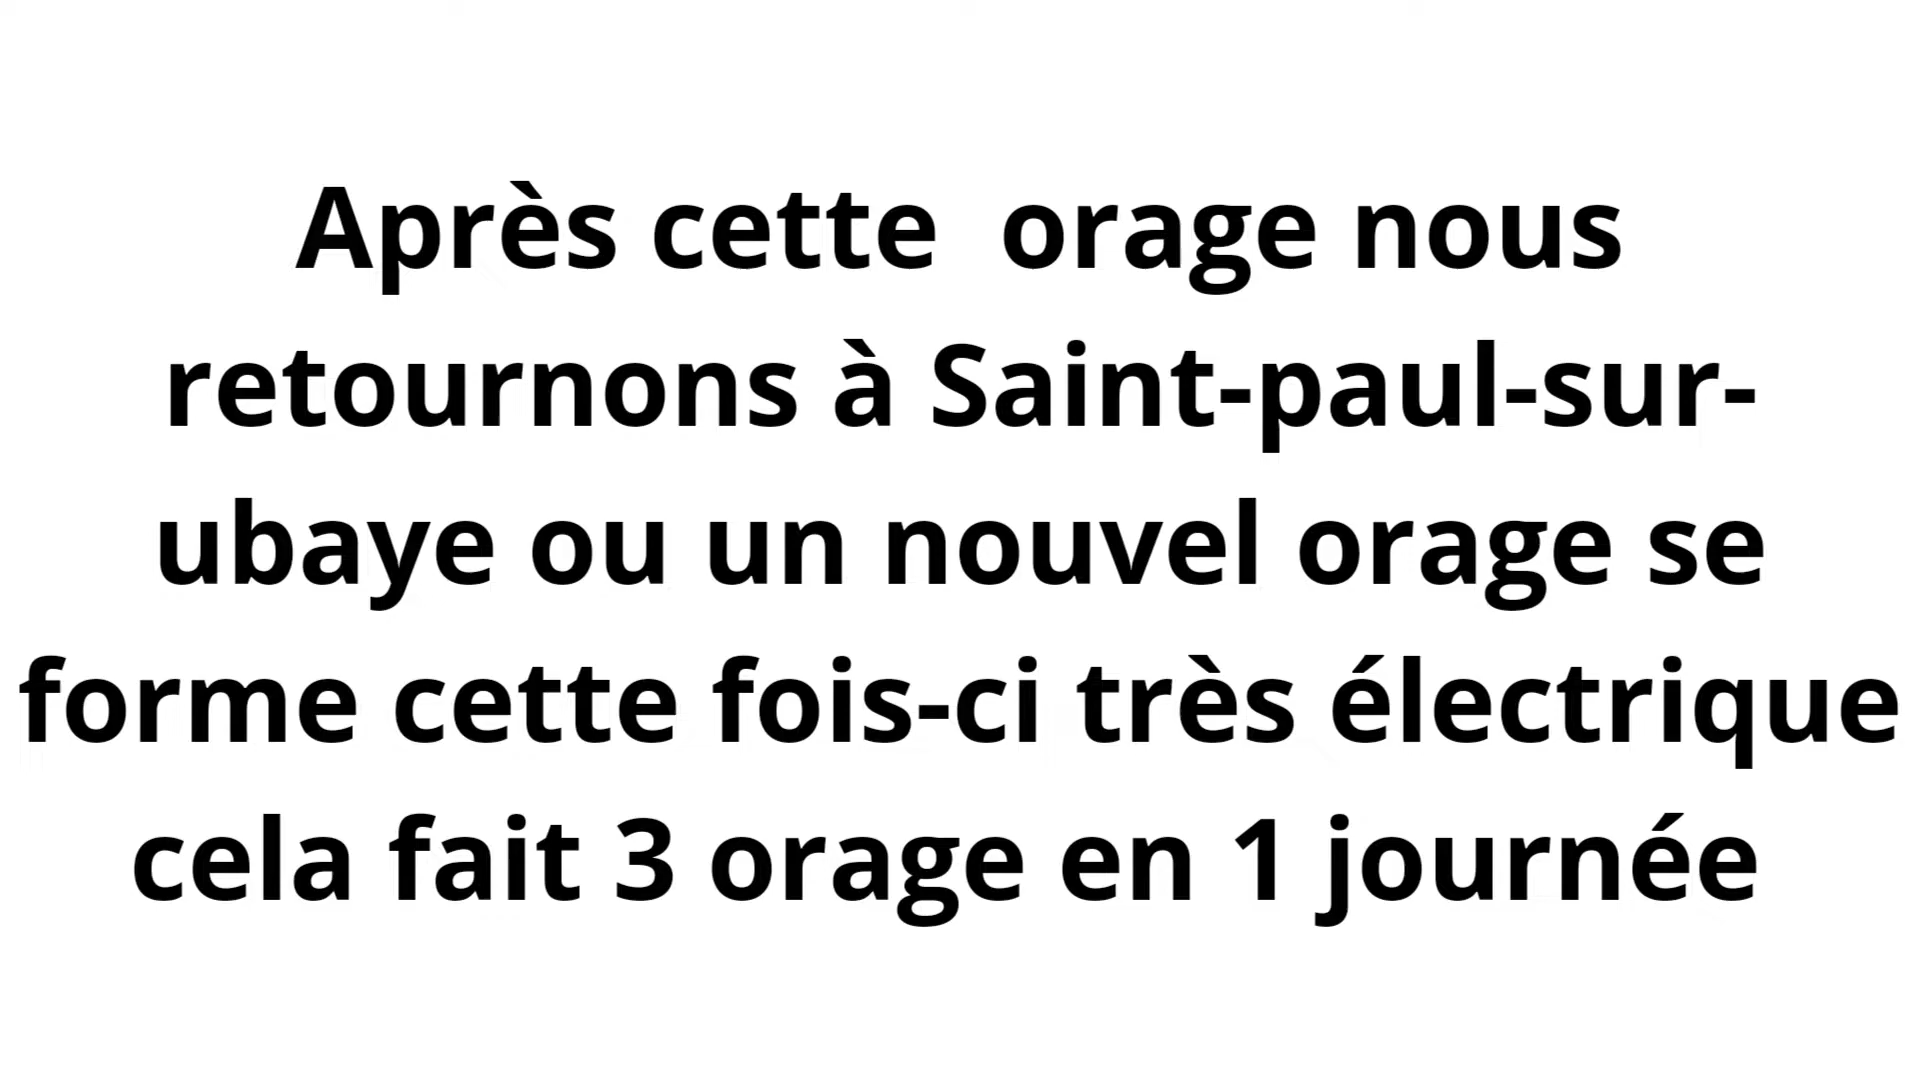 Après cette  orage nous
retournons à Saint-paul-sur-
ubaye ou un nouvel orage se
forme cette fois-ci très électrique
cela fait 3 orage en 1 journée